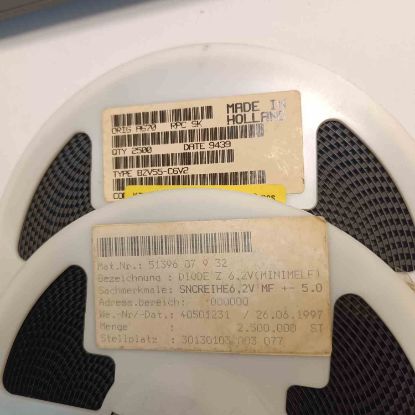 MADE IN
HOLLAND
ORIG A670 PPC SK
QTY 2500 DATE 9439
TYPE BZV55-C6V2
Mat.Nr.: 51396 07 9 32
Bezeichnung : DIODE Z 6,2V(MINIMELF)
Sachmerkmale: SNCREIHE6,2V MF +- 5.0
Adress.bereich: 000000
We.-Nr/-Dat.: 40501231 / 26.06.1997
Menge : 2.500,000 ST
Stellplatz : 30130103 003 077